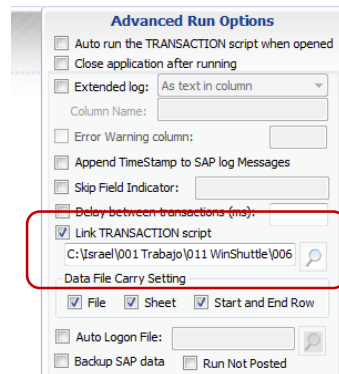 Advanced Run Options
Auto run the TRANSACTION script when opened
Close application after running
Extended log: As text in column
Column Name:
Error Warning column:
Append TimeStamp to SAP log Messages
Skip Field Indicator:
Delay between transactions (ms):
Link TRANSACTION script
C:\Israel\001 Trabajo\011 WinShuttle\006
Data File Carry Setting
File Sheet Start and End Row
Auto Logon File:
Backup SAP data Run Not Posted